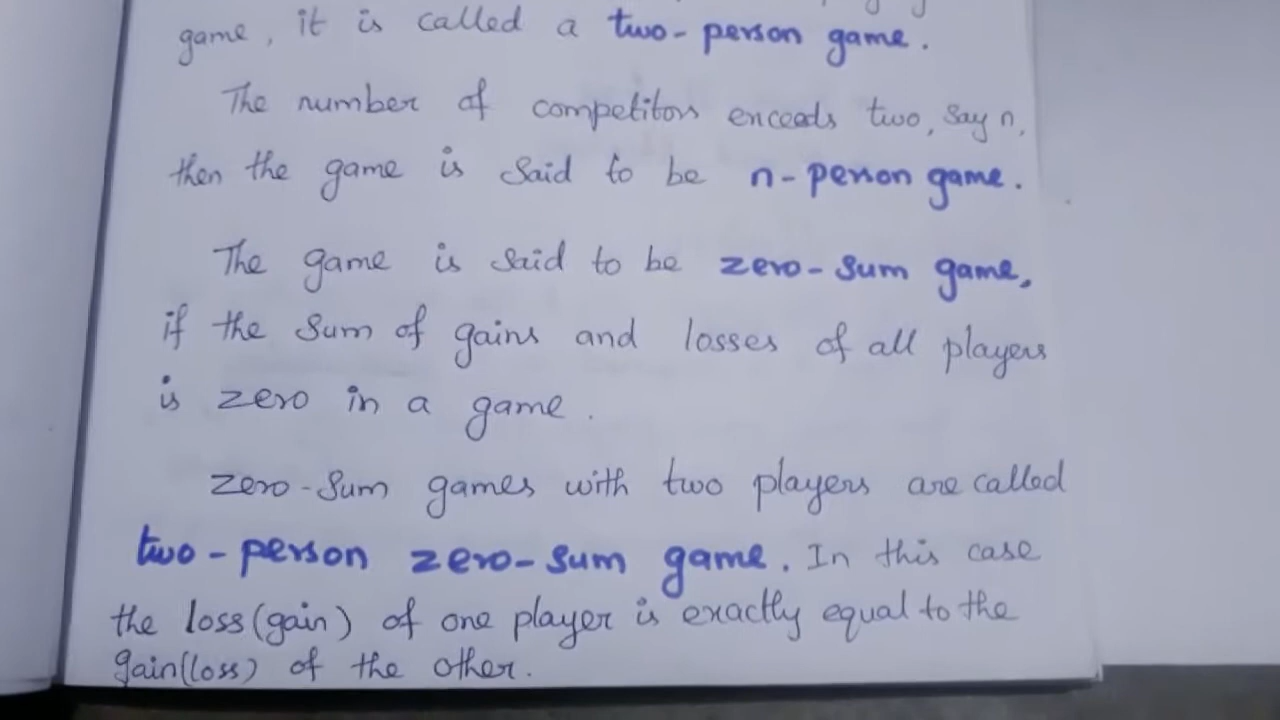 game, it is called a two-person game.
The number of competitors exceeds two, say n,
then the game is said to be n-person game.
The game is said to be zero-sum game,
if the sum of gains and losses of all players
is zero in a game.
zero-sum games with two players are called
two-person zero-sum game. In this case
the loss(gain) of one player is exactly equal to the
gain(loss) of the other.